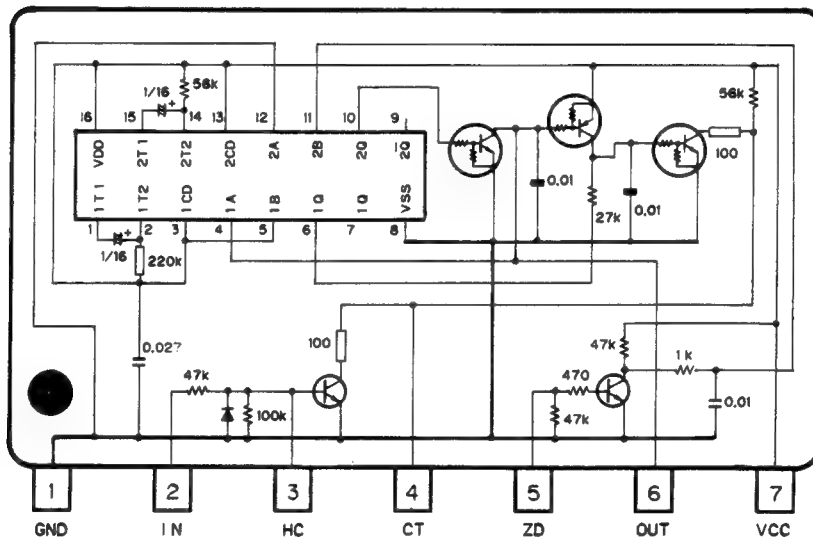 1/16 +
56k
56k
16 15 14 13 12 11 10 9
VDD 2T1 2T2 2CD 2A 2B 2Q 2Q
1T1 1T2 1CD 1A 1B 1Q 1Q VSS
1 2 3 4 5 6 7 8
100
0.01
27k
0.01
1/16 +
220k
0.027
47k
100
100k
47k
470
47k
1k
0.01
1 2 3 4 5 6 7
GND IN HC CT ZD OUT VCC